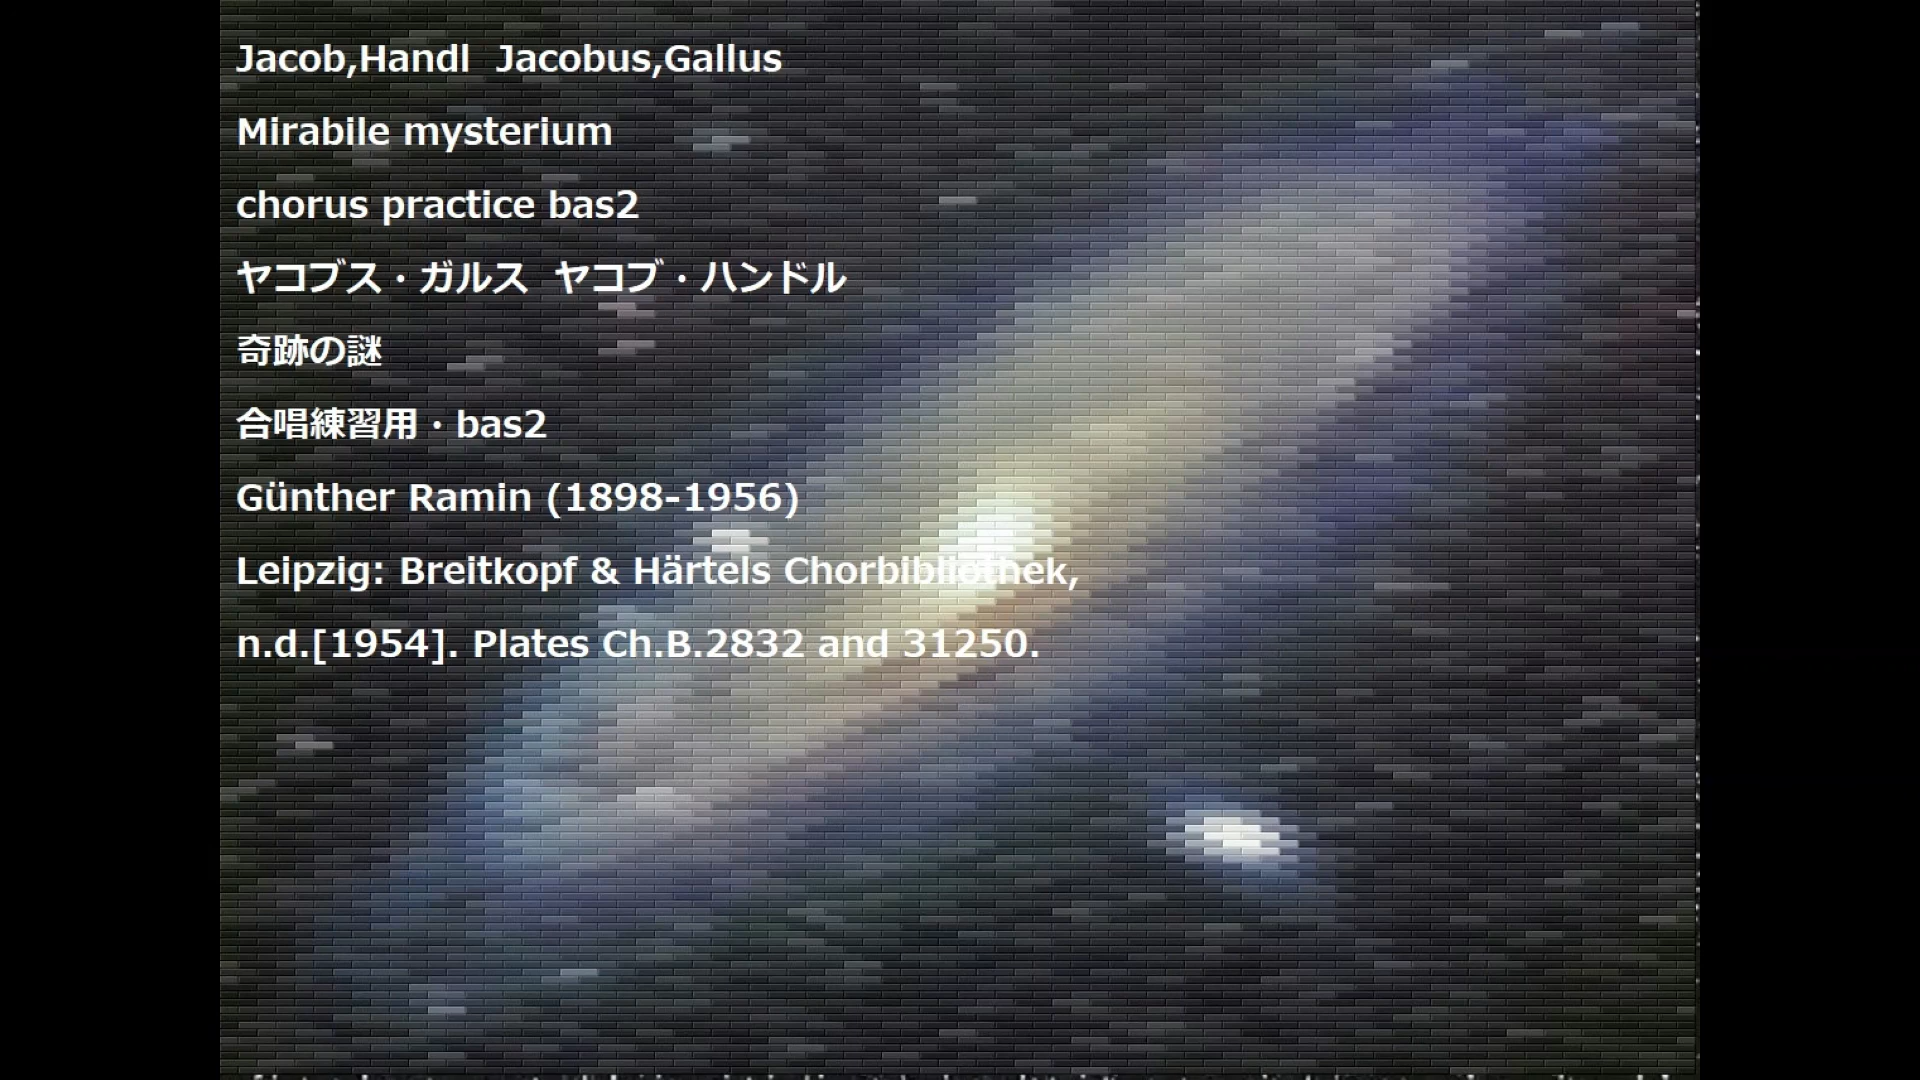 Jacob,Handl Jacobus,Gallus
Mirabile mysterium
chorus practice bas2
ヤコブス・ガルス ヤコブ・ハンドル
奇跡の謎
合唱練習用・bas2
Günther Ramin (1898-1956)
Leipzig: Breitkopf & Härtels Chorbibliothek,
n.d.[1954]. Plates Ch.B.2832 and 31250.